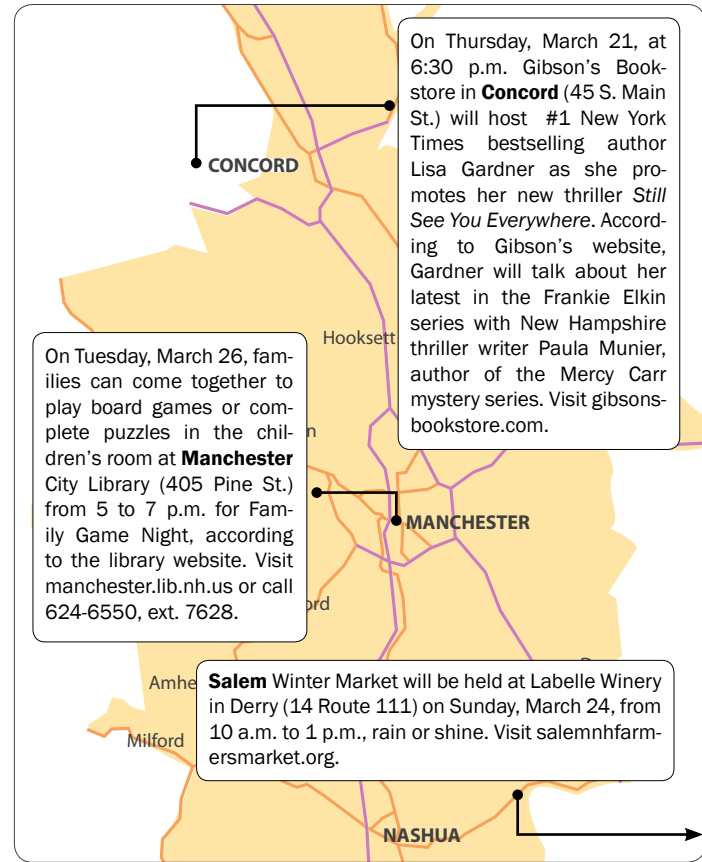 On Thursday, March 21, at
6:30 p.m. Gibson's Book-
store in Concord (45 S. Main
St.) will host #1 New York
Times bestselling author
Lisa Gardner as she pro-
motes her new thriller Still
See You Everywhere. Accord-
ing to Gibson's website,
Gardner will talk about her
latest in the Frankie Elkin
series with New Hampshire
thriller writer Paula Munier,
author of the Mercy Carr
mystery series. Visit gibsons-
bookstore.com.
CONCORD
Hooksett
On Tuesday, March 26, fam-
ilies can come together to
play board games or com-
plete puzzles in the chil-
dren's room at Manchester
City Library (405 Pine St.)
from 5 to 7 p.m. for Fam-
ily Game Night, according
to the library website. Visit
manchester.lib.nh.us or call
624-6550, ext. 7628.
MANCHESTER
Salem Winter Market will be held at Labelle Winery
in Derry (14 Route 111) on Sunday, March 24, from
10 a.m. to 1 p.m., rain or shine. Visit salemnhfarm-
ersmarket.org.
Amhe
Milford
NASHUA